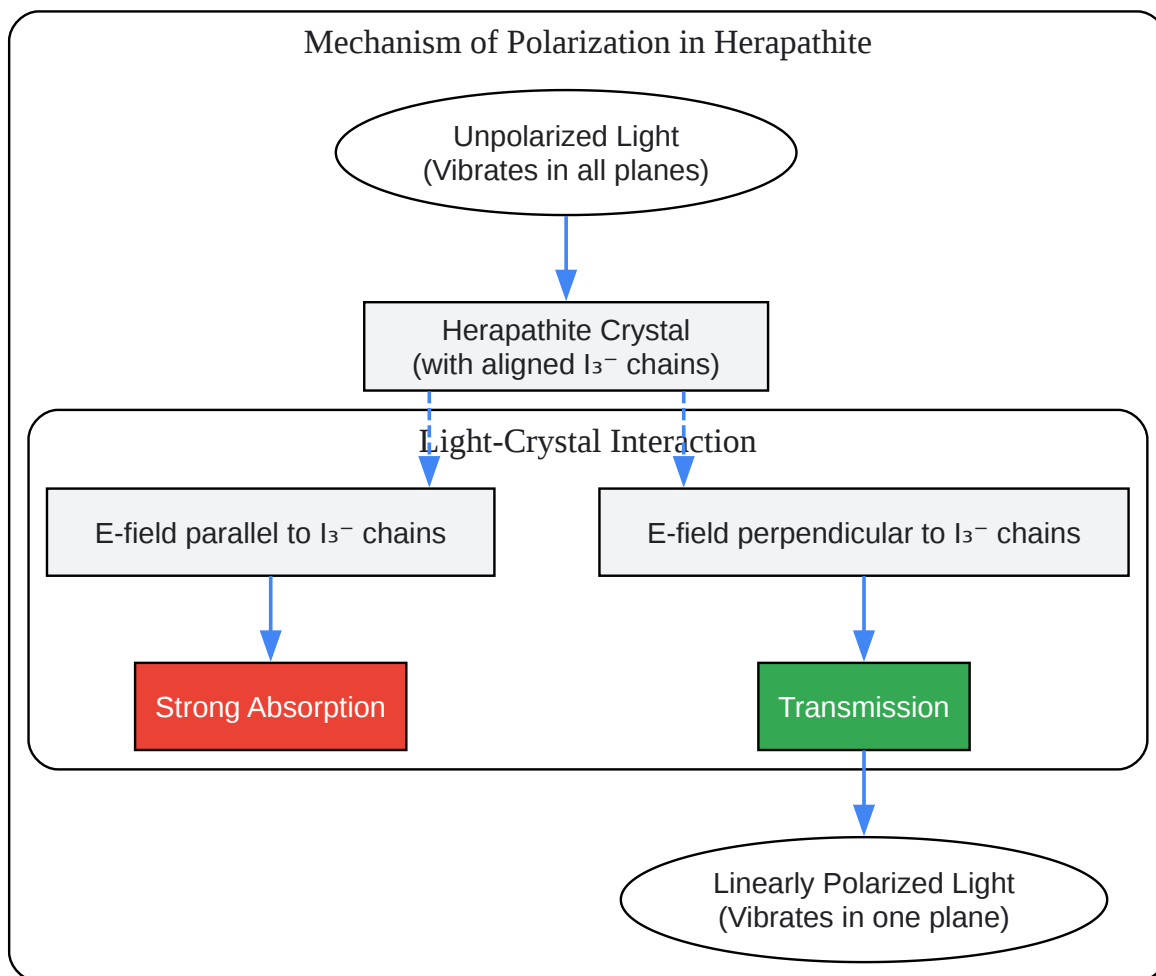 Mechanism of Polarization in Herapathite
Unpolarized Light
(Vibrates in all planes)
Herapathite Crystal
(with aligned I₃⁻ chains)
Light-Crystal Interaction
E-field parallel to I₃⁻ chains
E-field perpendicular to I₃⁻ chains
Strong Absorption
Transmission
Linearly Polarized Light
(Vibrates in one plane)